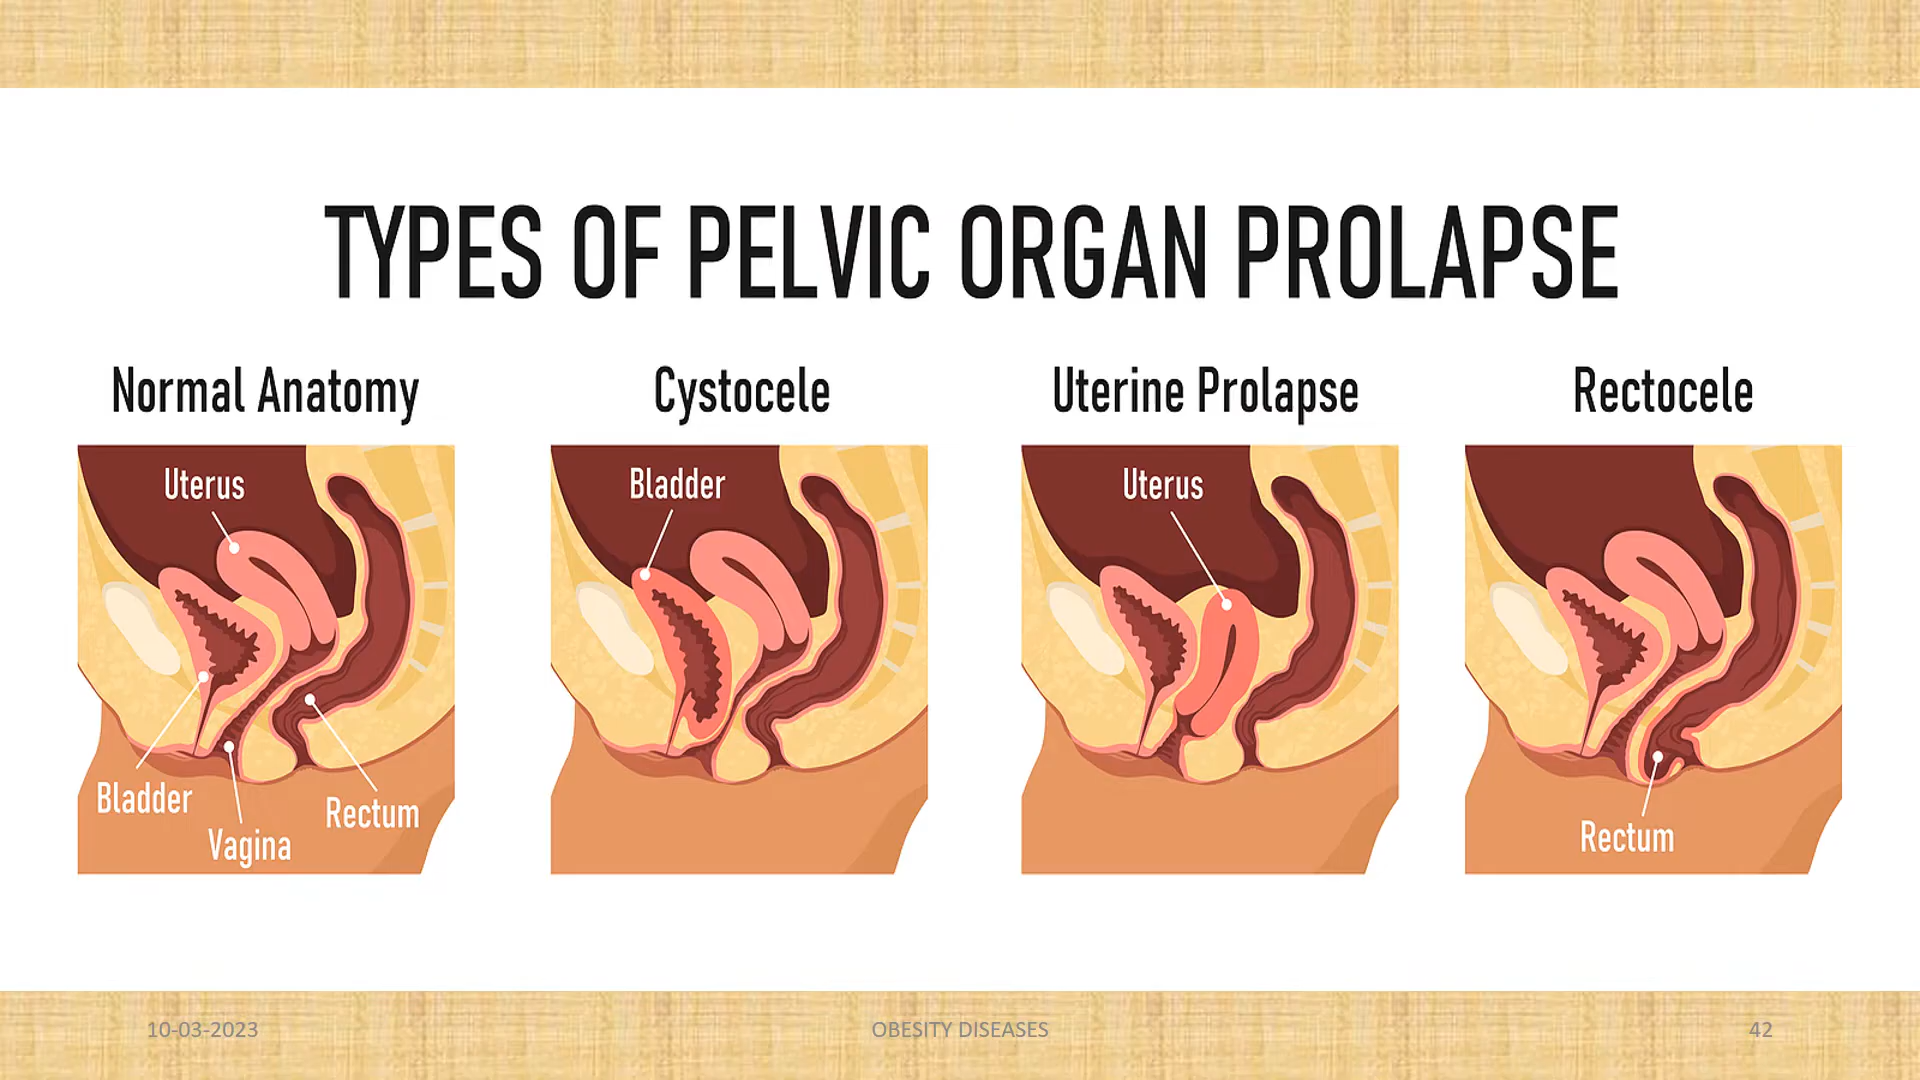 TYPES OF PELVIC ORGAN PROLAPSE
Normal Anatomy
Uterus
Bladder
Vagina
Rectum
Cystocele
Bladder
Uterine Prolapse
Uterus
Rectocele
Rectum
10-03-2023
OBESITY DISEASES
42